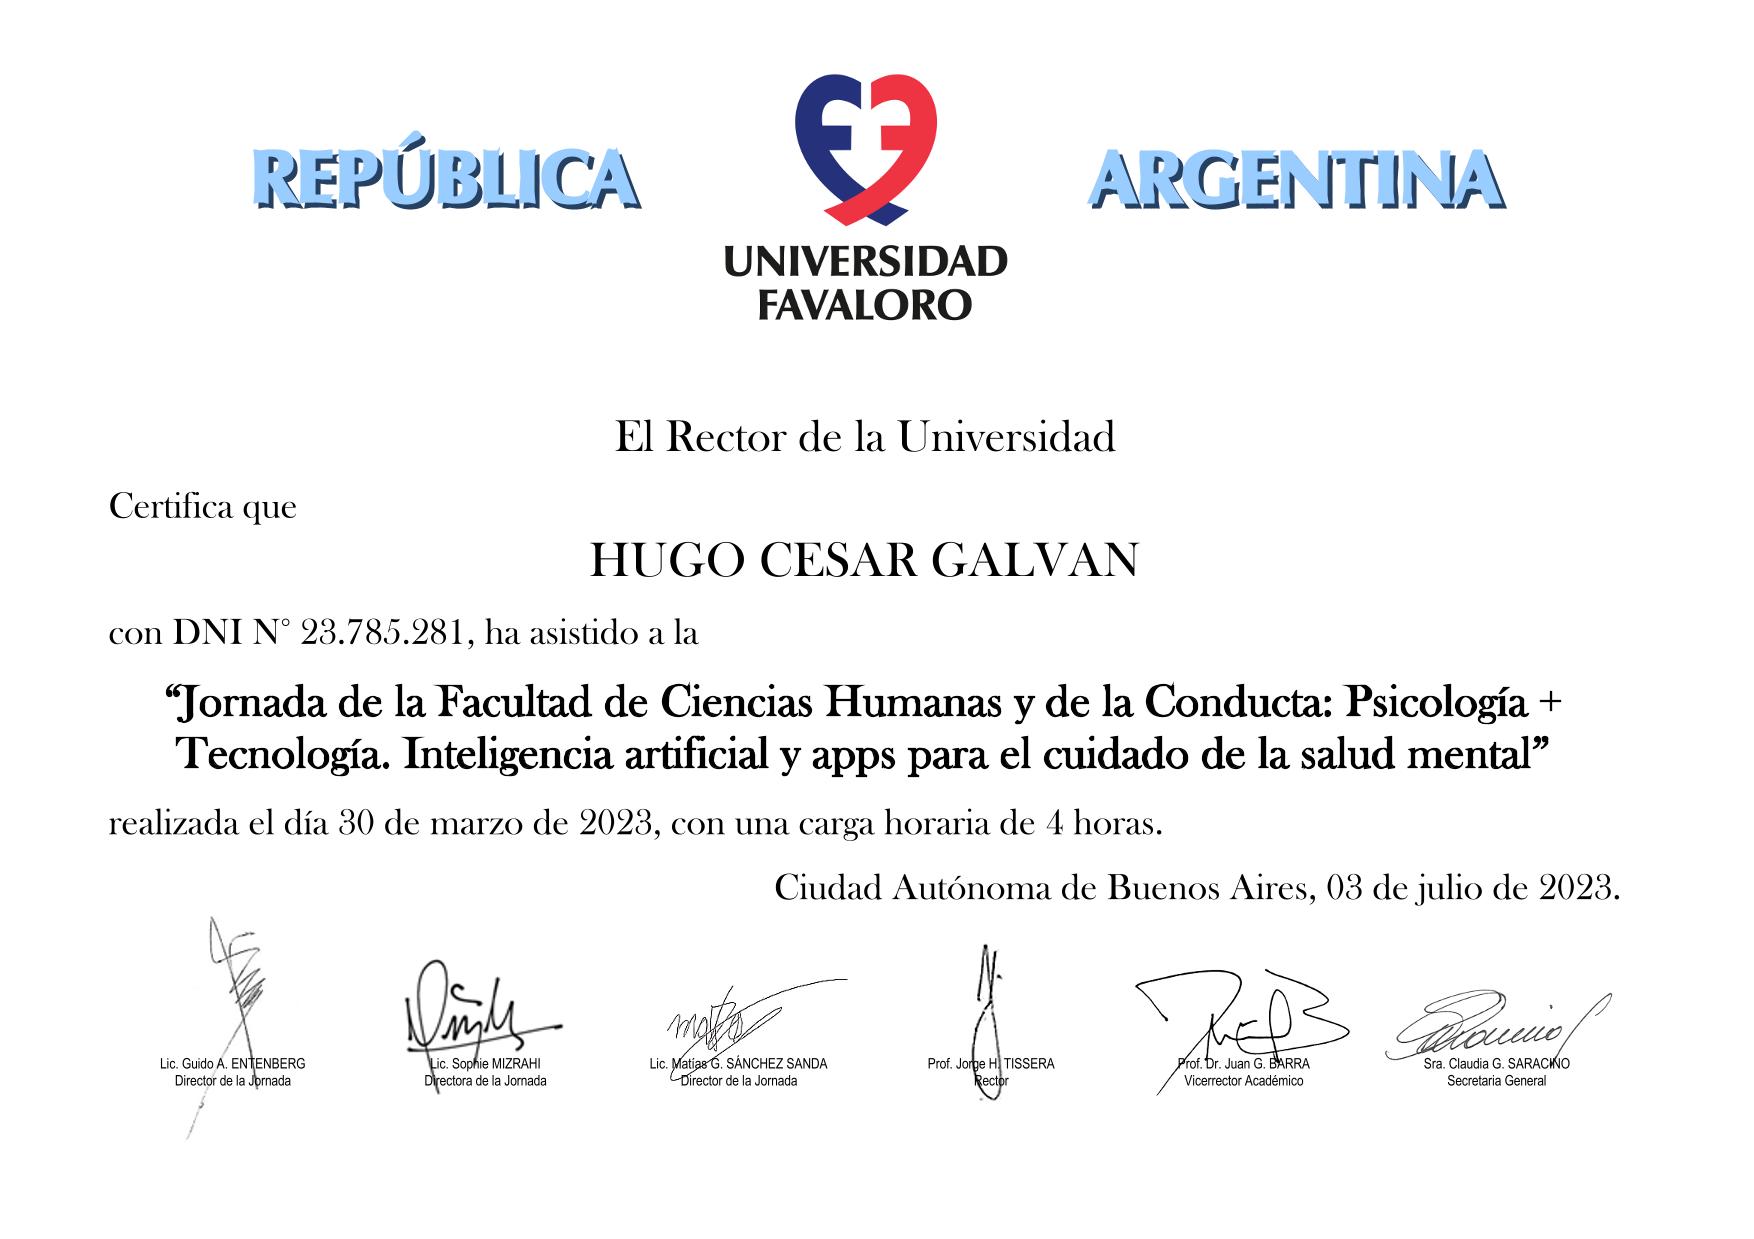 REPÚBLICA
ARGENTINA
UNIVERSIDAD
FAVALORO
El Rector de la Universidad
Certifica que
HUGO CESAR GALVAN
con DNI N° 23.785.281, ha asistido a la
“Jornada de la Facultad de Ciencias Humanas y de la Conducta: Psicología +
Tecnología. Inteligencia artificial y apps para el cuidado de la salud mental”
realizada el día 30 de marzo de 2023, con una carga horaria de 4 horas.
Ciudad Autónoma de Buenos Aires, 03 de julio de 2023.
Lic. Guido A. ENTENBERG
Director de la Jornada
Lic. Sophie MIZRAHI
Directora de la Jornada
Lic. Matías G. SÁNCHEZ SANDA
Director de la Jornada
Prof. Jorge H. TISSERA
Rector
Prof. Dr. Juan G. BARRA
Vicerrector Académico
Sra. Claudia G. SARACINO
Secretaria General